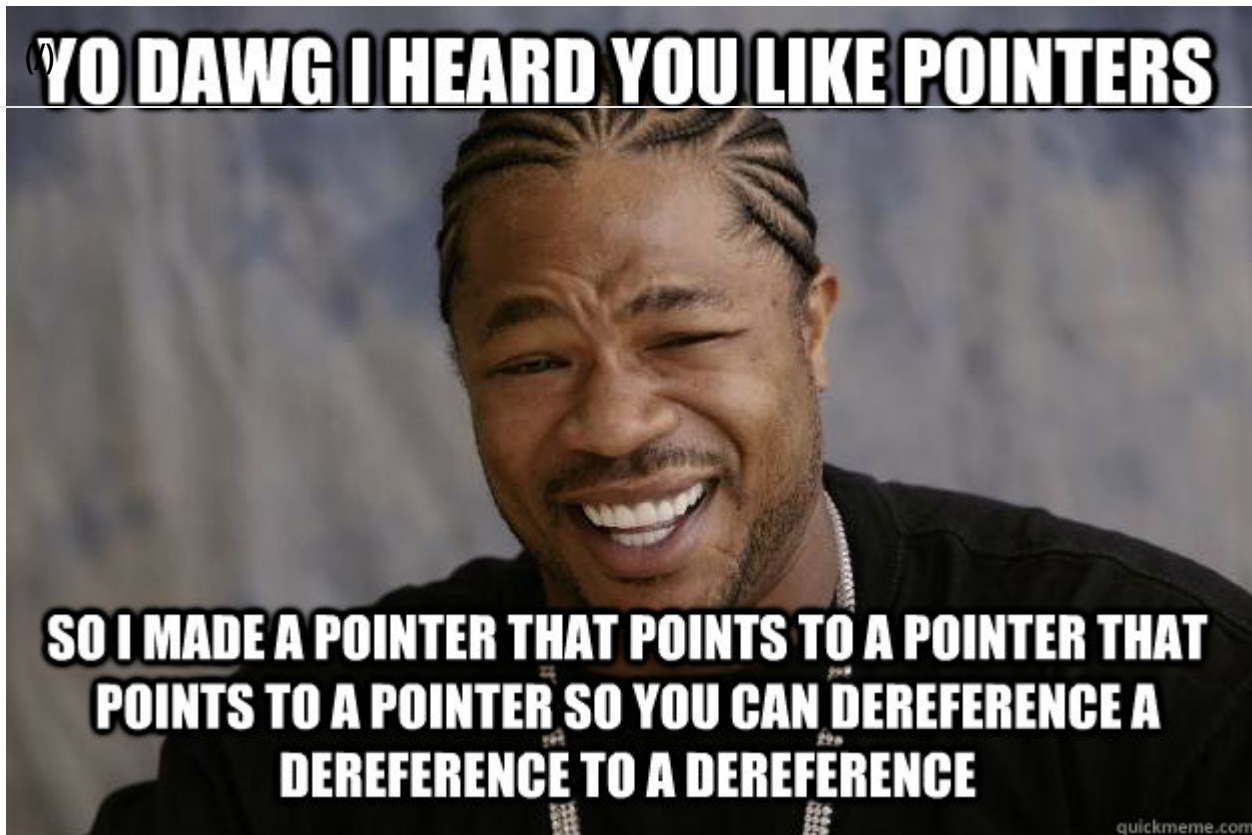 (/)
YO DAWG I HEARD YOU LIKE POINTERS
SO I MADE A POINTER THAT POINTS TO A POINTER THAT
POINTS TO A POINTER SO YOU CAN DEREFERENCE A
DEREFERENCE TO A DEREFERENCE
quickmeme.com